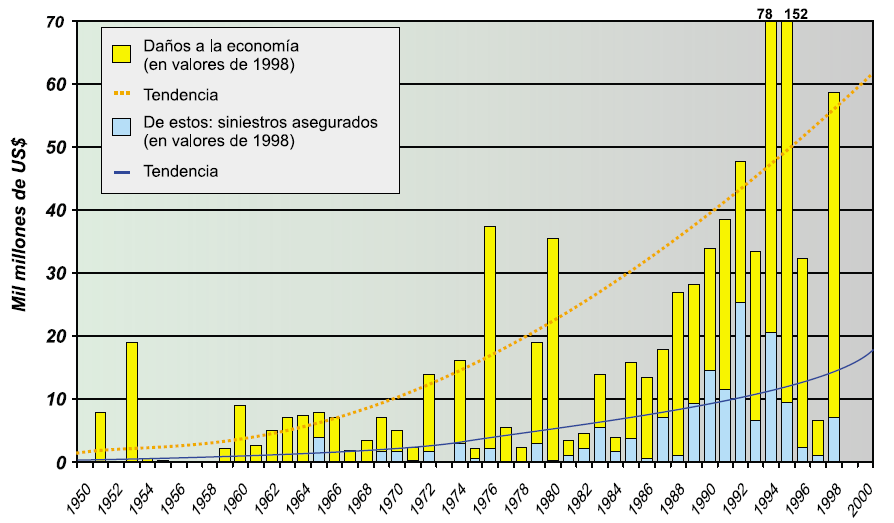 78 152
70
60
50
40
30
20
10
0
Mil millones de US$
Daños a la economía
(en valores de 1998)
Tendencia
De estos: siniestros asegurados
(en valores de 1998)
Tendencia
1950 1952 1954 1956 1958 1960 1962 1964 1966 1968 1970 1972 1974 1976 1978 1980 1982 1984 1986 1988 1990 1992 1994 1996 1998 2000